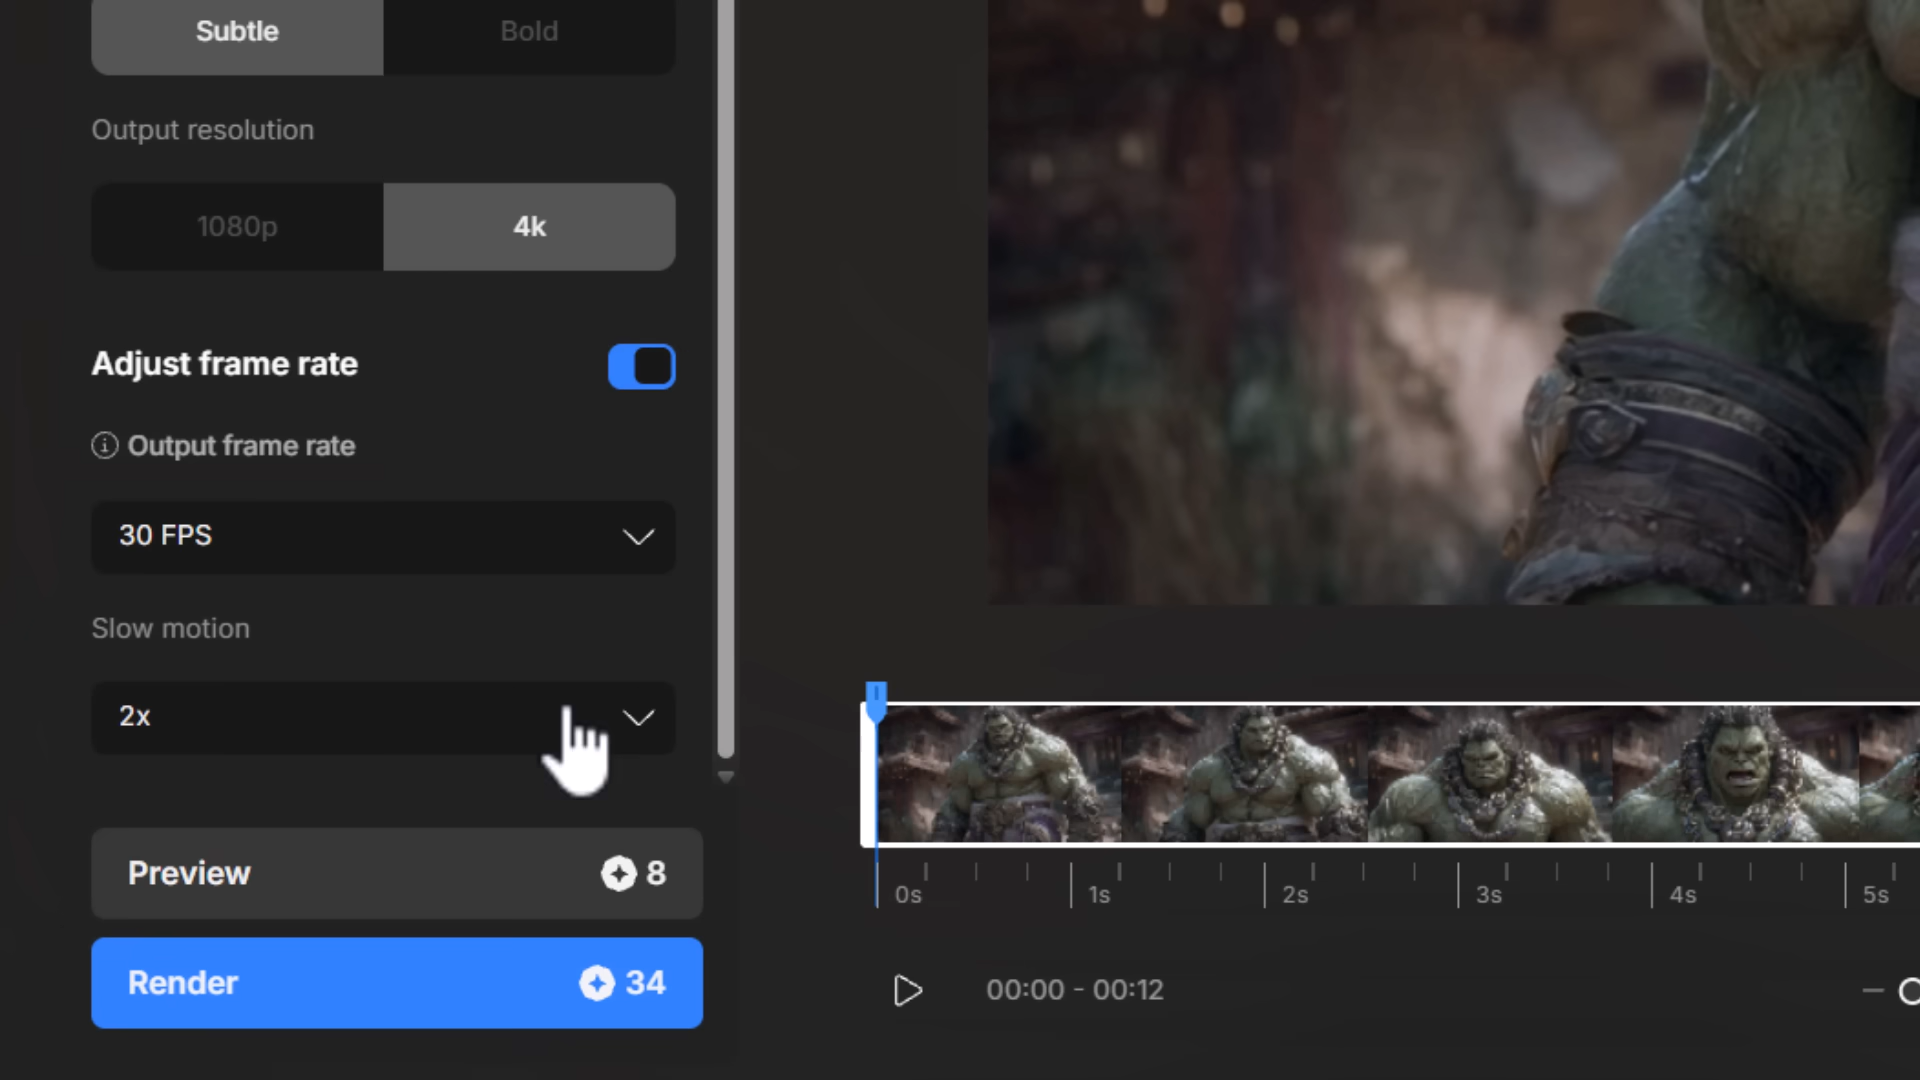 Subtle
Bold
Output resolution
1080p
4k
Adjust frame rate
Output frame rate
30 FPS
Slow motion
2x
Preview
8
Render
34
0s
1s
2s
3s
4s
5s
00:00 - 00:12